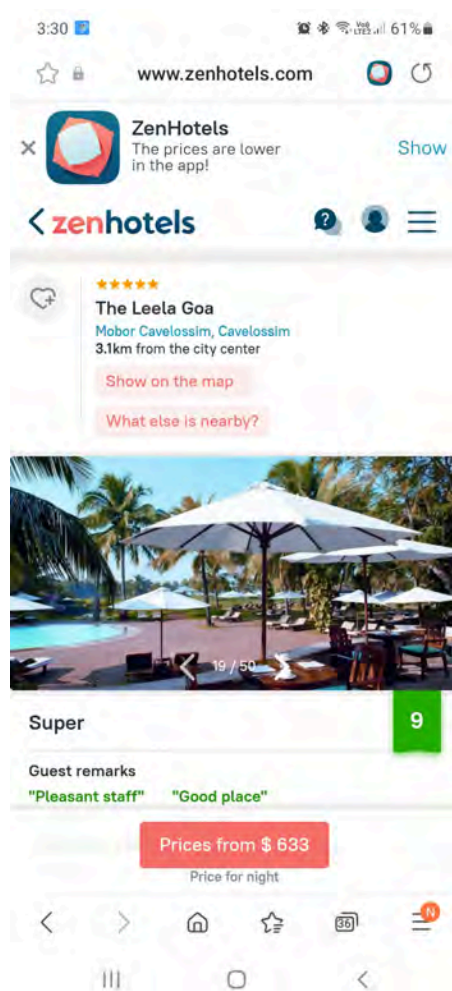 3:30 61%
www.zenhotels.com
ZenHotels
The prices are lower
in the app!
Show
zenhotels
The Leela Goa
Mobor Cavelossim, Cavelossim
3.1km from the city center
Show on the map
What else is nearby?
19 / 50
Super 9
Guest remarks
"Pleasant staff" "Good place"
Prices from $ 633
Price for night
36 N